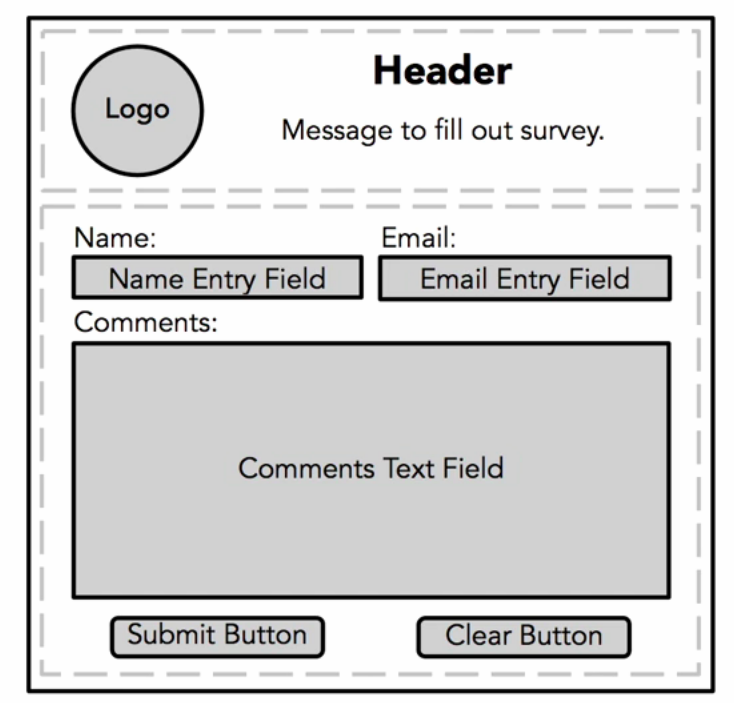 Logo
Header
Message to fill out survey.
Name:
Email:
Name Entry Field
Email Entry Field
Comments:
Comments Text Field
Submit Button
Clear Button